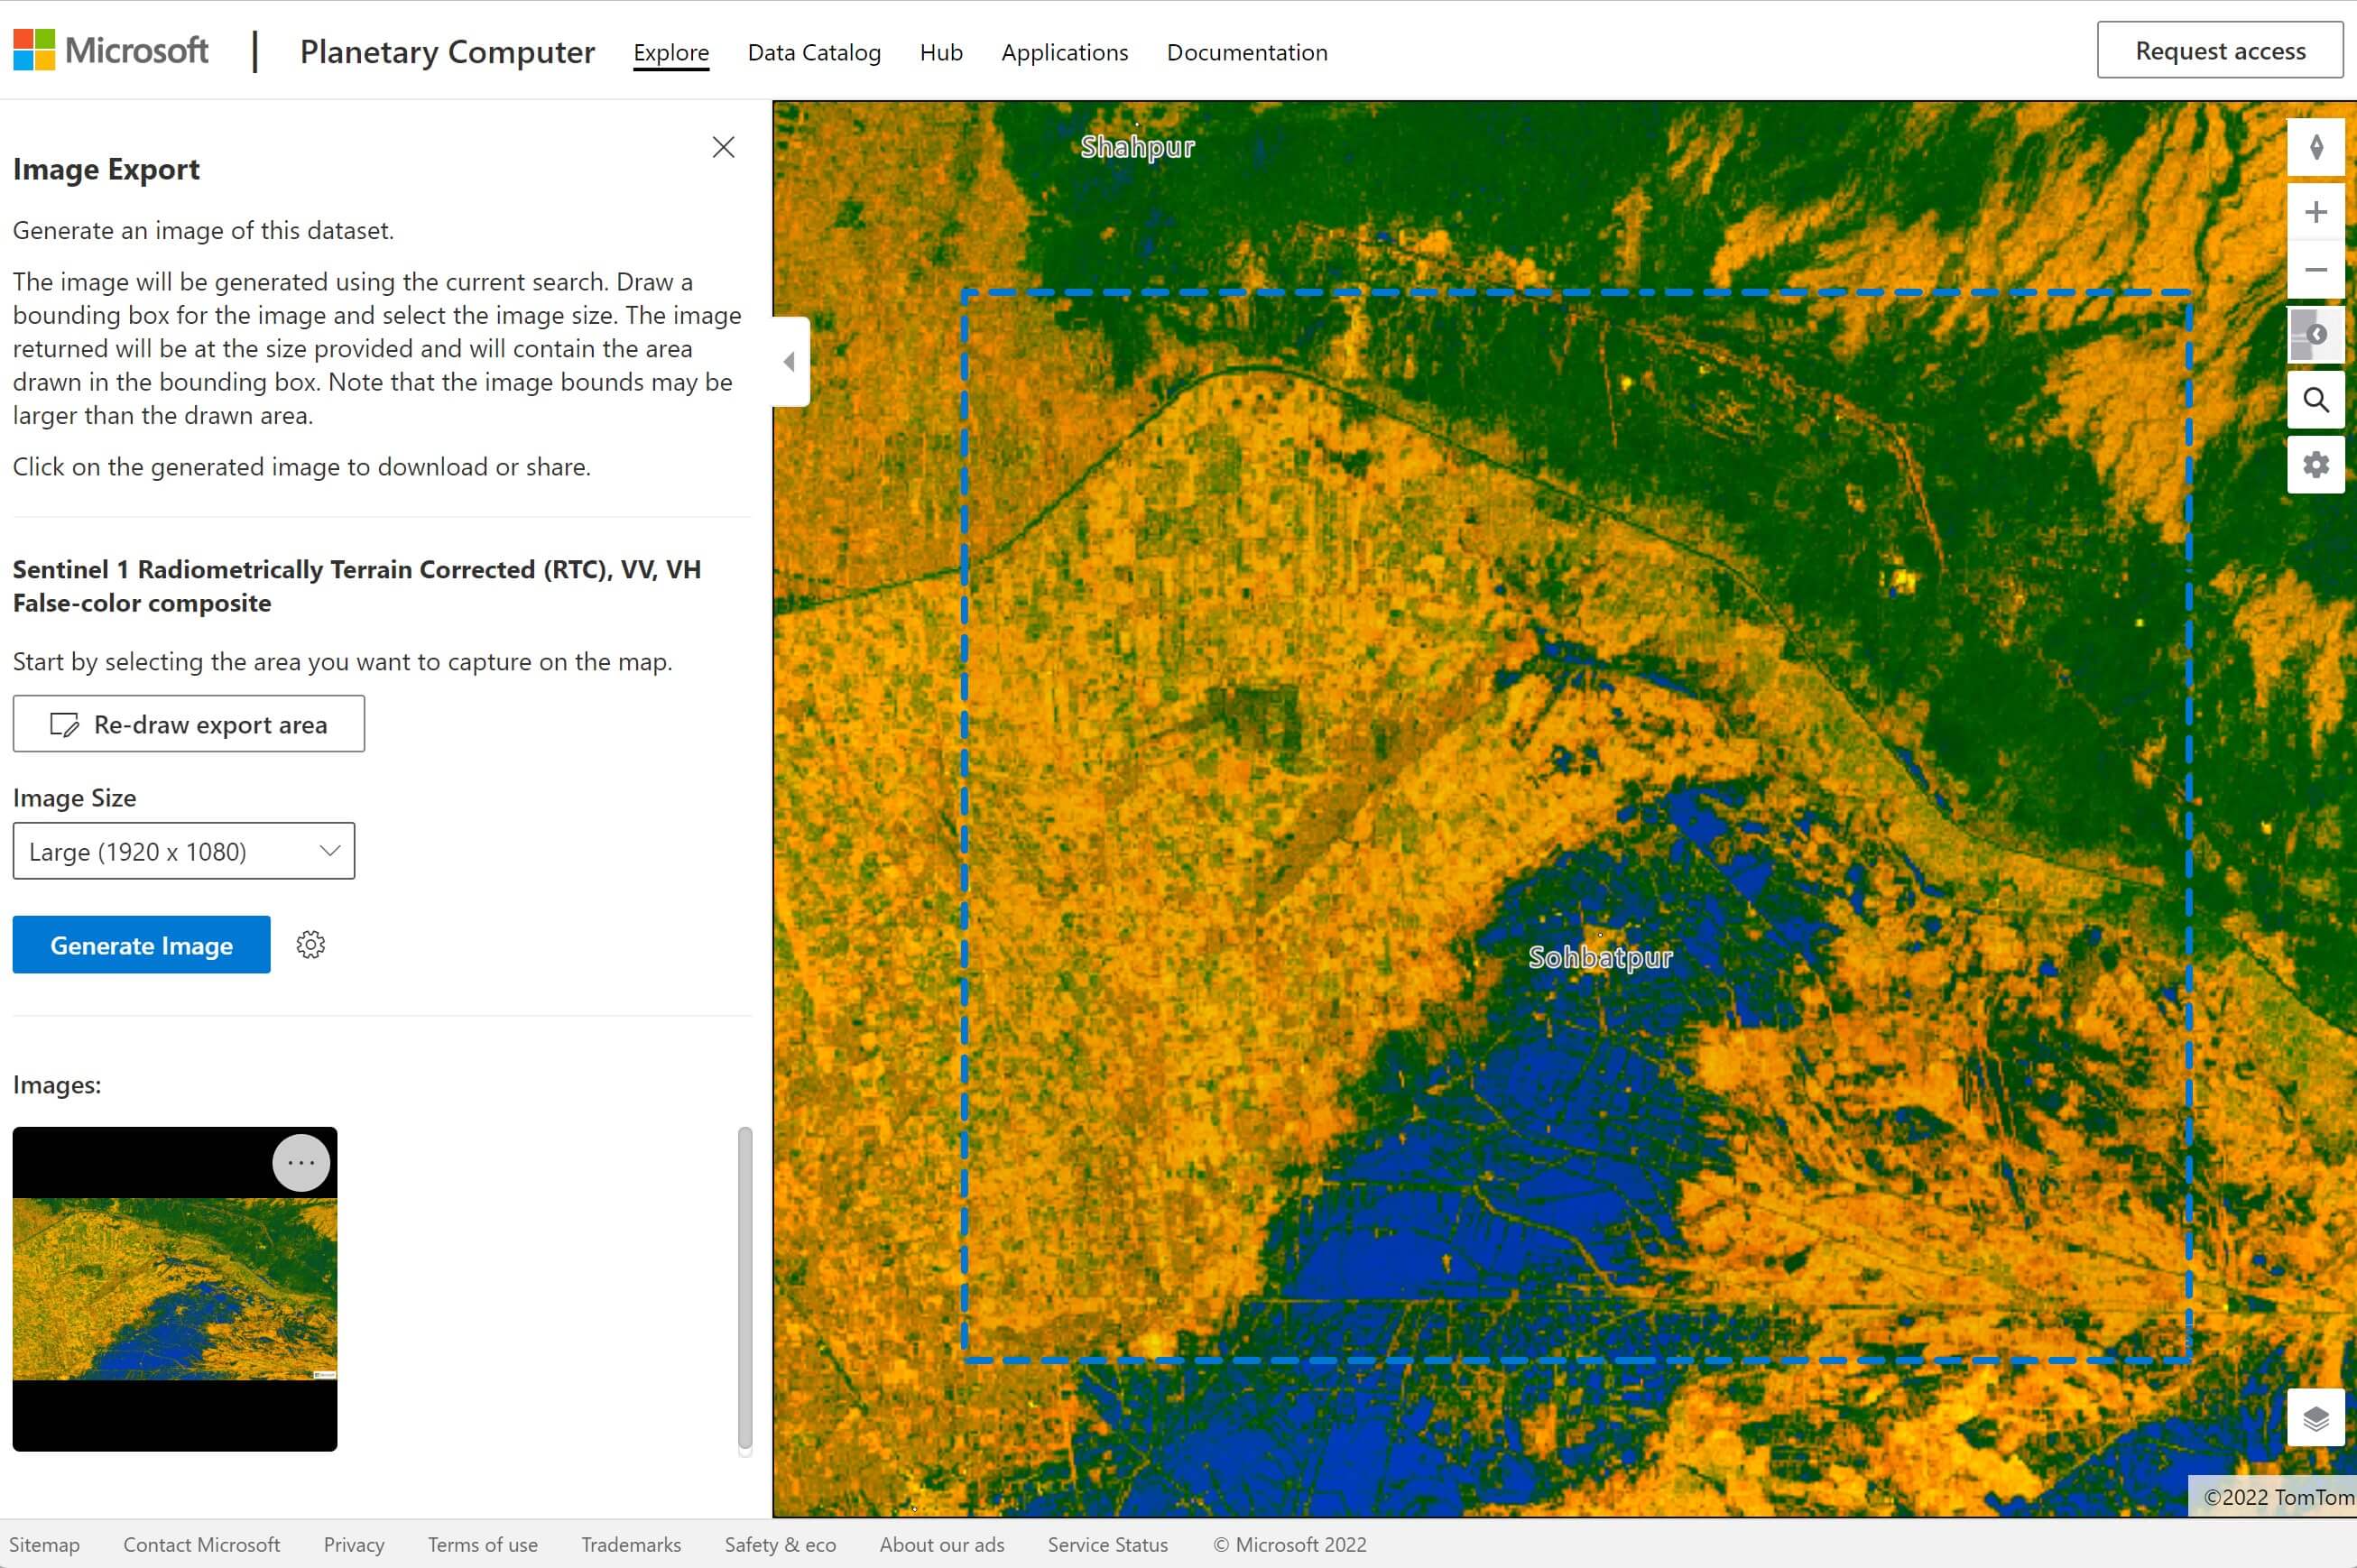 Microsoft | Planetary Computer Explore Data Catalog Hub Applications Documentation Request access
Image Export
Generate an image of this dataset.
The image will be generated using the current search. Draw a
bounding box for the image and select the image size. The image
returned will be at the size provided and will contain the area
drawn in the bounding box. Note that the image bounds may be
larger than the drawn area.
Click on the generated image to download or share.
Sentinel 1 Radiometrically Terrain Corrected (RTC), VV, VH
False-color composite
Start by selecting the area you want to capture on the map.
Re-draw export area
Image Size
Large (1920 x 1080)
Generate Image
Images:
Shahpur
Sohbatpur
©2022 TomTom
Sitemap Contact Microsoft Privacy Terms of use Trademarks Safety & eco About our ads Service Status © Microsoft 2022